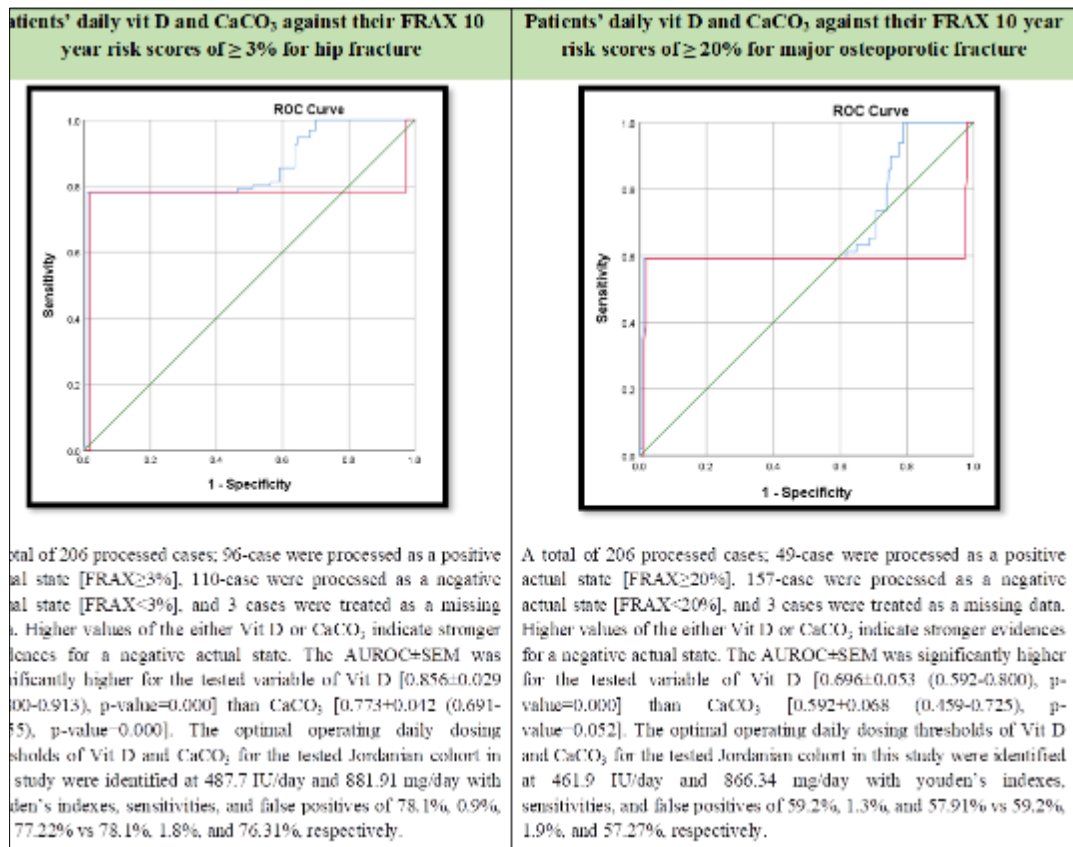 atients' daily vit D and CaCO₃ against their FRAX 10
year risk scores of ≥ 3% for hip fracture
ROC Curve
1.0
0.8
0.6
0.4
0.2
0.0
Sensitivity
0.0 0.2 0.4 0.6 0.8 1.0
1 - Specificity
otal of 206 processed cases; 96-case were processed as a positive
al state [FRAX≥3%], 110-case were processed as a negative
al state [FRAX<3%], and 3 cases were treated as a missing
. Higher values of the either Vit D or CaCO₃ indicate stronger
lences for a negative actual state. The AUROC±SEM was
ificantly higher for the tested variable of Vit D [0.856±0.029
00-0.913), p-value=0.000] than CaCO₃ [0.773±0.042 (0.691-
55), p-value=0.000]. The optimal operating daily dosing
sholds of Vit D and CaCO₃ for the tested Jordanian cohort in
study were identified at 487.7 IU/day and 881.91 mg/day with
den's indexes, sensitivities, and false positives of 78.1%, 0.9%,
77.22% vs 78.1%, 1.8%, and 76.31%, respectively.
Patients' daily vit D and CaCO₃ against their FRAX 10 year
risk scores of ≥ 20% for major osteoporotic fracture
ROC Curve
1.0
0.8
0.6
0.4
0.2
0.0
Sensitivity
0.0 0.2 0.4 0.6 0.8 1.0
1 - Specificity
A total of 206 processed cases; 49-case were processed as a positive
actual state [FRAX≥20%], 157-case were processed as a negative
actual state [FRAX<20%], and 3 cases were treated as a missing data.
Higher values of the either Vit D or CaCO₃ indicate stronger evidences
for a negative actual state. The AUROC±SEM was significantly higher
for the tested variable of Vit D [0.696±0.053 (0.592-0.800), p-
value=0.000] than CaCO₃ [0.592±0.068 (0.459-0.725), p-
value=0.052]. The optimal operating daily dosing thresholds of Vit D
and CaCO₃ for the tested Jordanian cohort in this study were identified
at 461.9 IU/day and 866.34 mg/day with youden's indexes,
sensitivities, and false positives of 59.2%, 1.3%, and 57.91% vs 59.2%,
1.9%, and 57.27%, respectively.